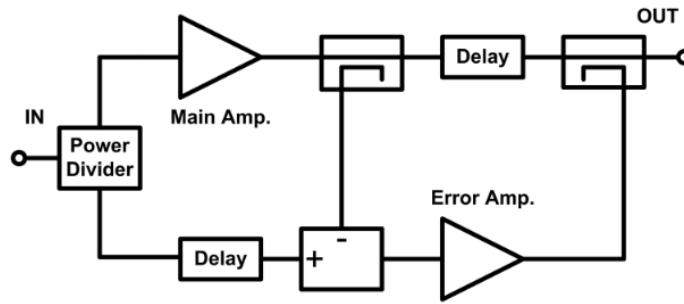 OUT
Delay
Main Amp.
IN
Power
Divider
Error Amp.
-
+
Delay